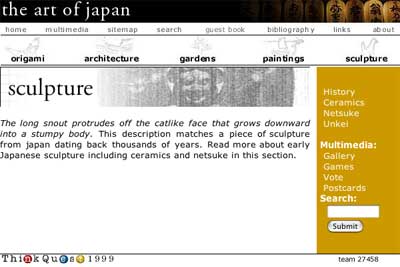 the art of japan
home multimedia sitemap search guest book bibliography links about
origami architecture gardens paintings sculpture
sculpture
The long snout protrudes off the catlike face that grows downward
into a stumpy body. This description matches a piece of sculpture
from japan dating back thousands of years. Read more about early
Japanese sculpture including ceramics and netsuke in this section.
History
Ceramics
Netsuke
Unkei
Multimedia:
Gallery
Games
Vote
Postcards
Search:
Submit
ThinkQuest 1999
team 27458